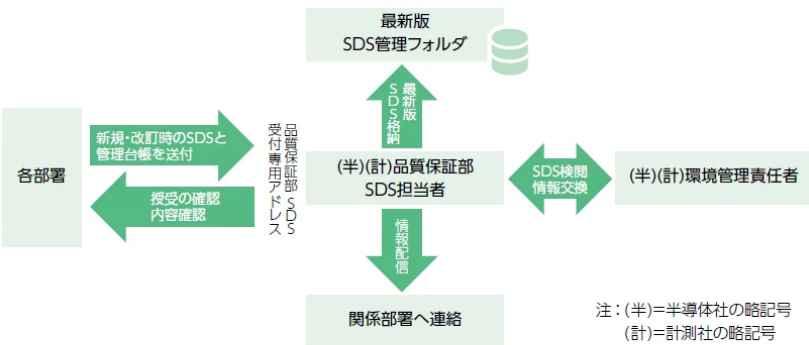 最新版
SDS管理フォルダ
最新版
SDS格納
各部署
新規・改訂時のSDSと
管理台帳を送付
授受の確認
内容確認
品質保証部 SDS
受付専用アドレス
(半)(計)品質保証部
SDS担当者
SDS検閲
情報交換
(半)(計)環境管理責任者
情報配信
関係部署へ連絡
注：(半)＝半導体社の略記号
(計)＝計測社の略記号